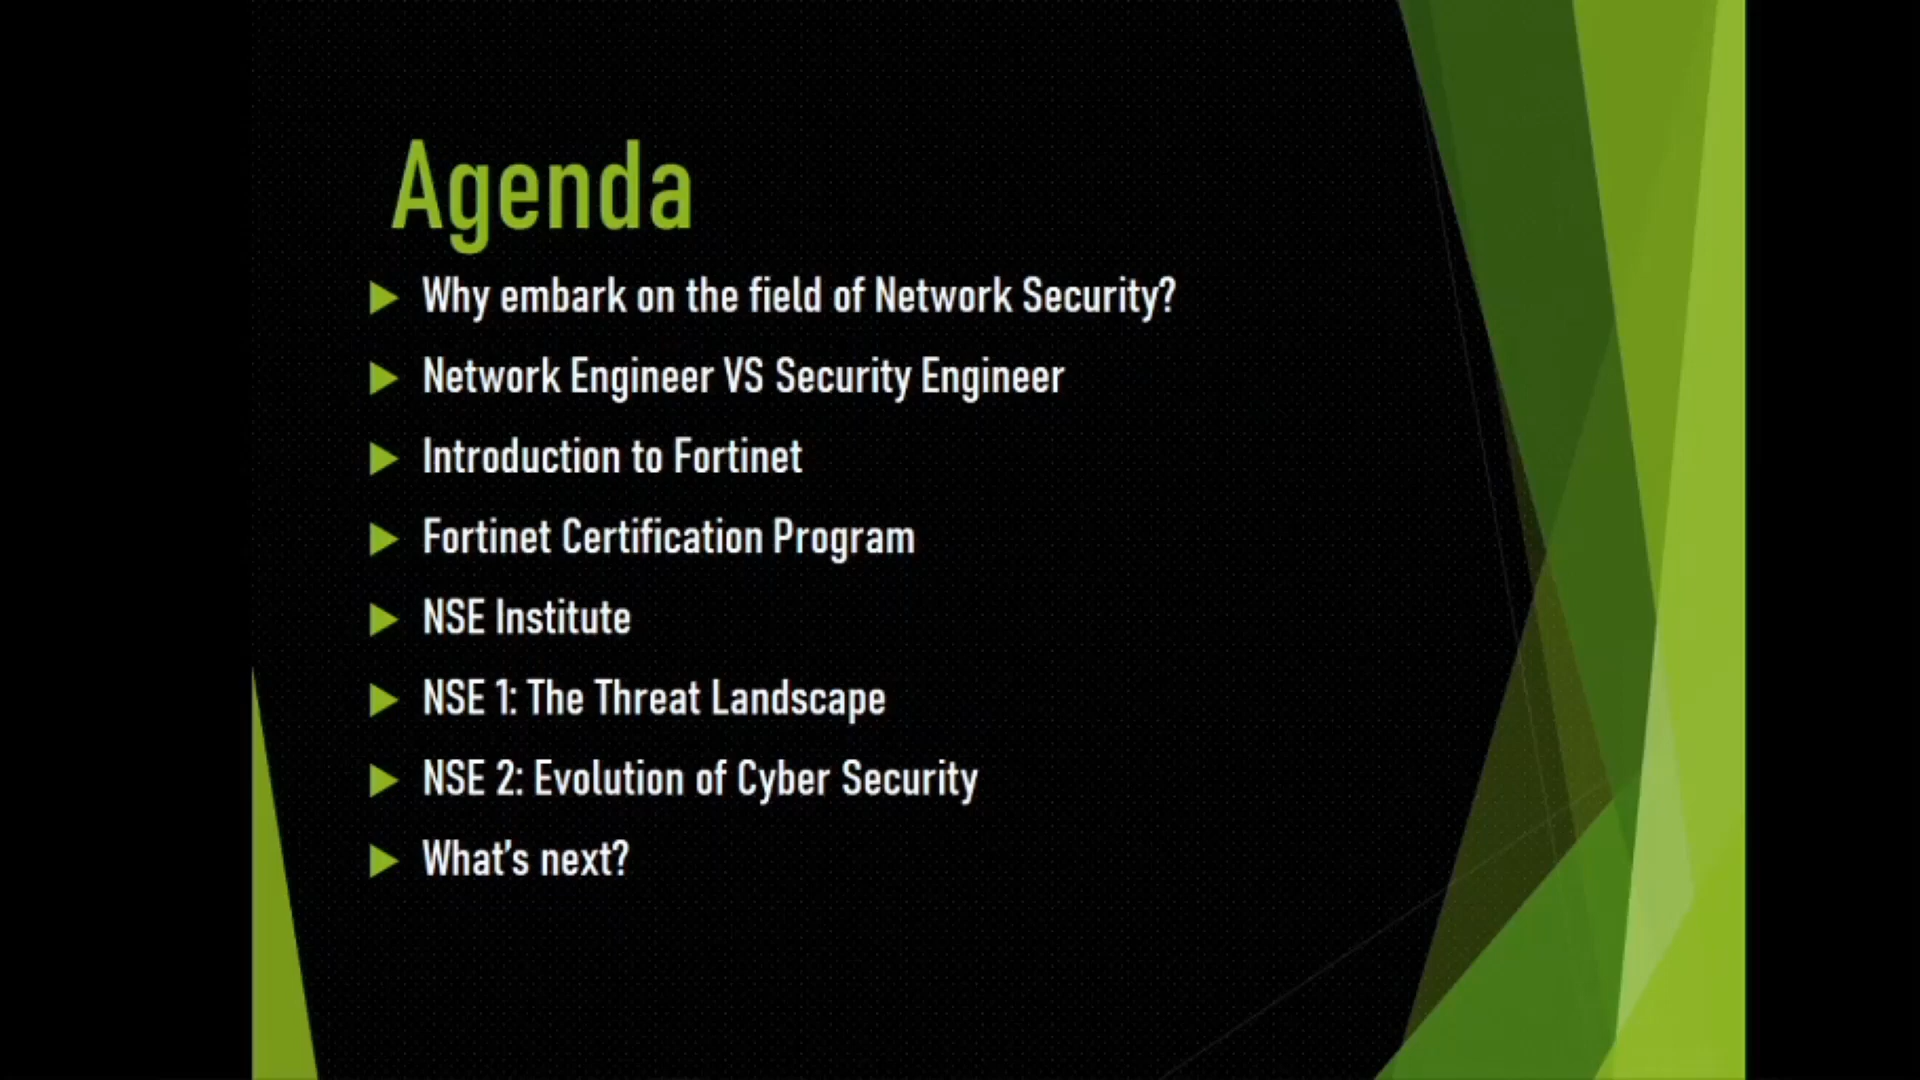 Agenda
Why embark on the field of Network Security?
Network Engineer VS Security Engineer
Introduction to Fortinet
Fortinet Certification Program
NSE Institute
NSE 1: The Threat Landscape
NSE 2: Evolution of Cyber Security
What's next?